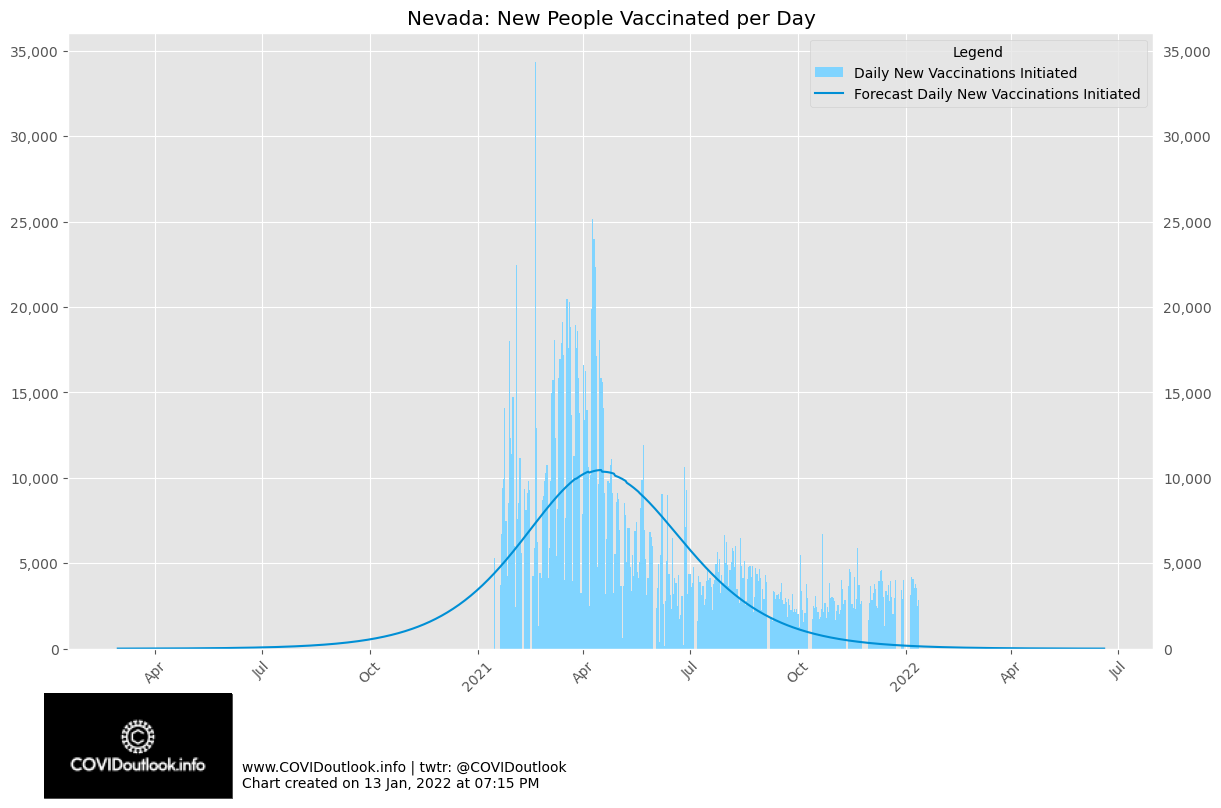 Nevada: New People Vaccinated per Day
Legend
Daily New Vaccinations Initiated
Forecast Daily New Vaccinations Initiated
35,000 35,000
30,000 30,000
25,000 25,000
20,000 20,000
15,000 15,000
10,000 10,000
5,000 5,000
0 0
Apr Jul Oct 2021 Apr Jul Oct 2022 Apr Jul
COVIDoutlook.info
www.COVIDoutlook.info | twtr: @COVIDoutlook
Chart created on 13 Jan, 2022 at 07:15 PM